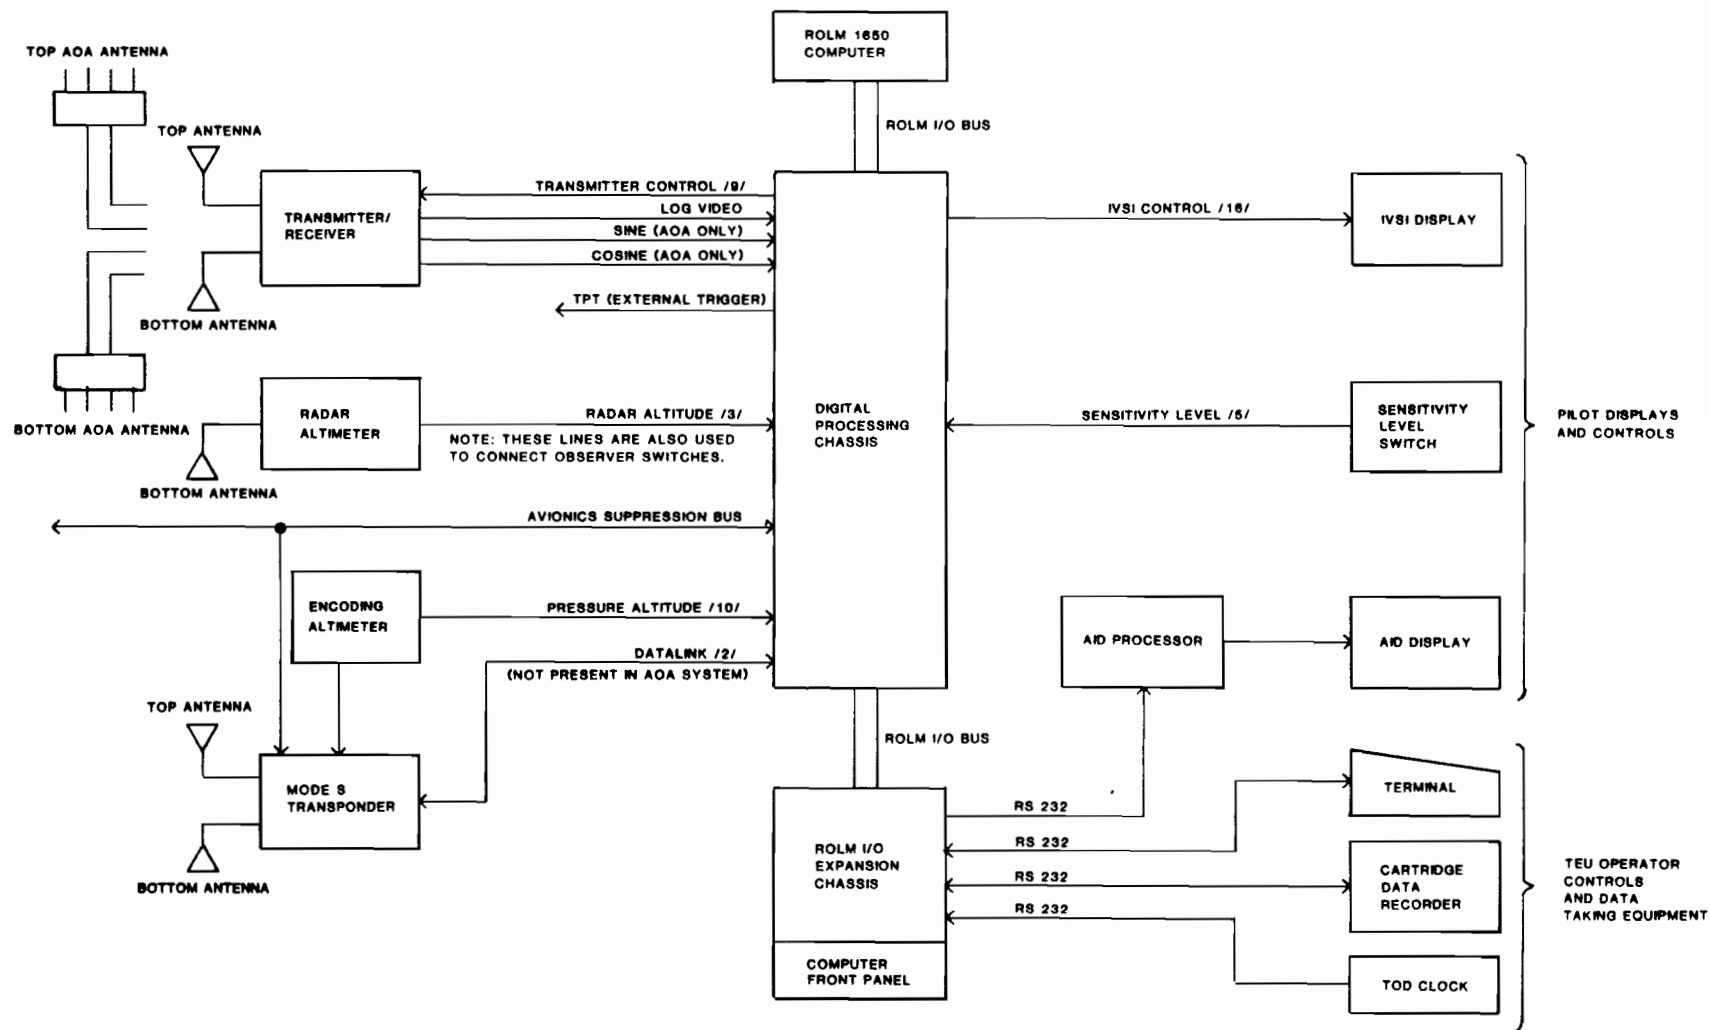 ROLM 1650
COMPUTER
ROLM I/O BUS
TOP AOA ANTENNA
TOP ANTENNA
TRANSMITTER/
RECEIVER
BOTTOM ANTENNA
BOTTOM AOA ANTENNA
TRANSMITTER CONTROL /9/
LOG VIDEO
SINE (AOA ONLY)
COSINE (AOA ONLY)
TPT (EXTERNAL TRIGGER)
RADAR
ALTIMETER
BOTTOM ANTENNA
RADAR ALTITUDE /3/
NOTE: THESE LINES ARE ALSO USED
TO CONNECT OBSERVER SWITCHES.
AVIONICS SUPPRESSION BUS
ENCODING
ALTIMETER
PRESSURE ALTITUDE /10/
DATALINK /2/
(NOT PRESENT IN AOA SYSTEM)
TOP ANTENNA
MODE S
TRANSPONDER
BOTTOM ANTENNA
DIGITAL
PROCESSING
CHASSIS
IVSI CONTROL /16/
IVSI DISPLAY
SENSITIVITY LEVEL /5/
SENSITIVITY
LEVEL
SWITCH
PILOT DISPLAYS
AND CONTROLS
AID PROCESSOR
AID DISPLAY
ROLM I/O BUS
ROLM I/O
EXPANSION
CHASSIS
COMPUTER
FRONT PANEL
RS 232
RS 232
RS 232
RS 232
TERMINAL
CARTRIDGE
DATA
RECORDER
TOD CLOCK
TEU OPERATOR
CONTROLS
AND DATA
TAKING EQUIPMENT